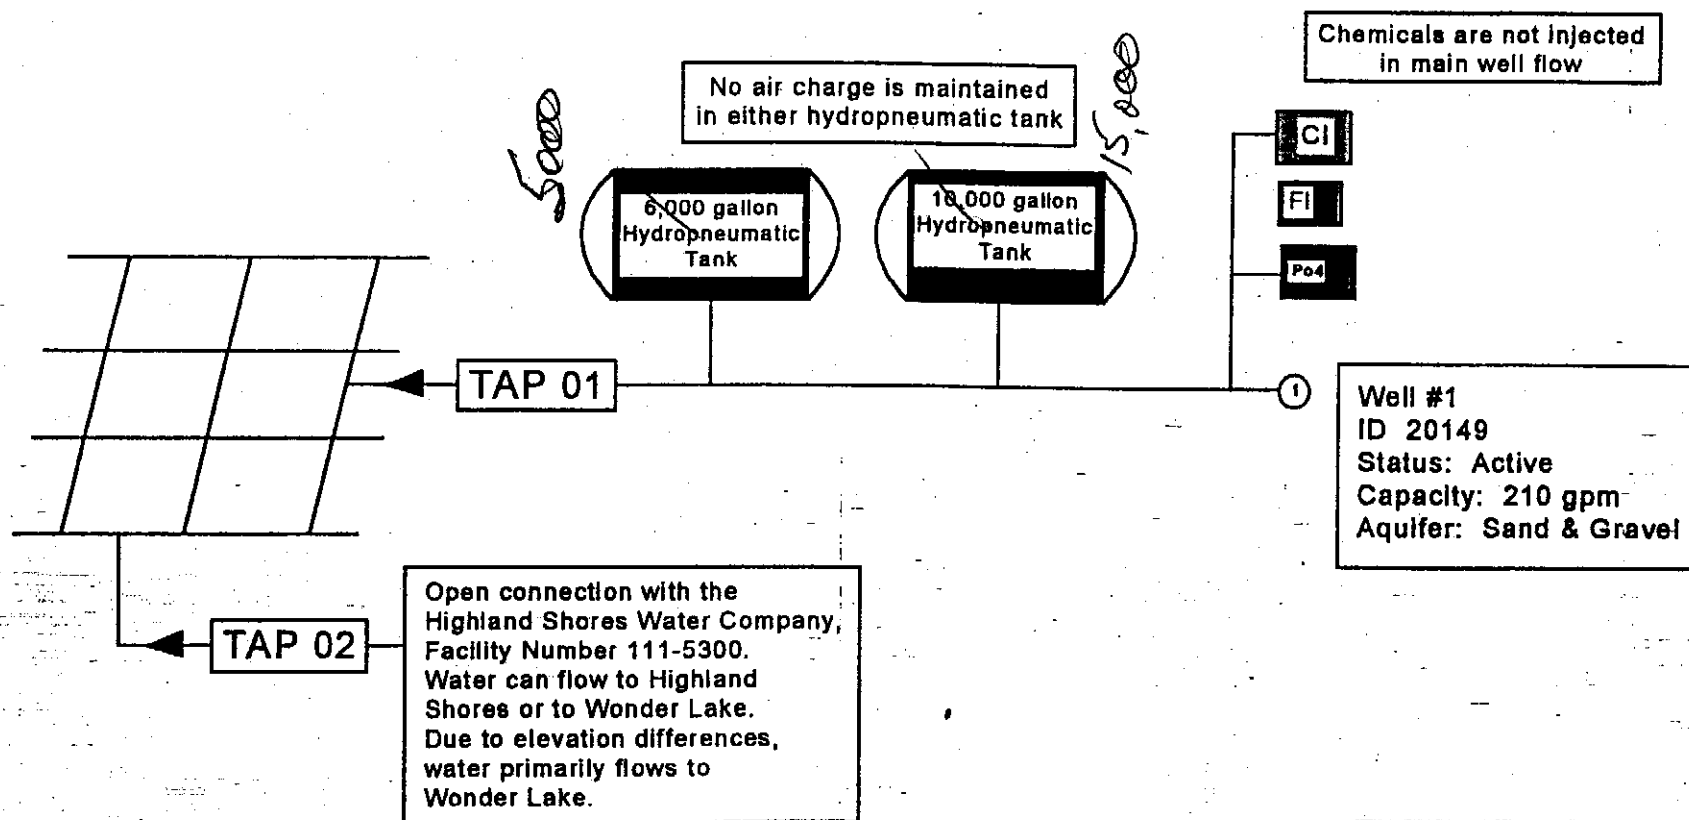 Chemicals are not injected
in main well flow
No air charge is maintained
in either hydropneumatic tank
5000
15,000
6,000 gallon
Hydropneumatic
Tank
10,000 gallon
Hydropneumatic
Tank
Cl
Fl
Po4
TAP 01
1
Well #1
ID 20149
Status: Active
Capacity: 210 gpm
Aquifer: Sand & Gravel
TAP 02
Open connection with the
Highland Shores Water Company,
Facility Number 111-5300.
Water can flow to Highland
Shores or to Wonder Lake.
Due to elevation differences,
water primarily flows to
Wonder Lake.